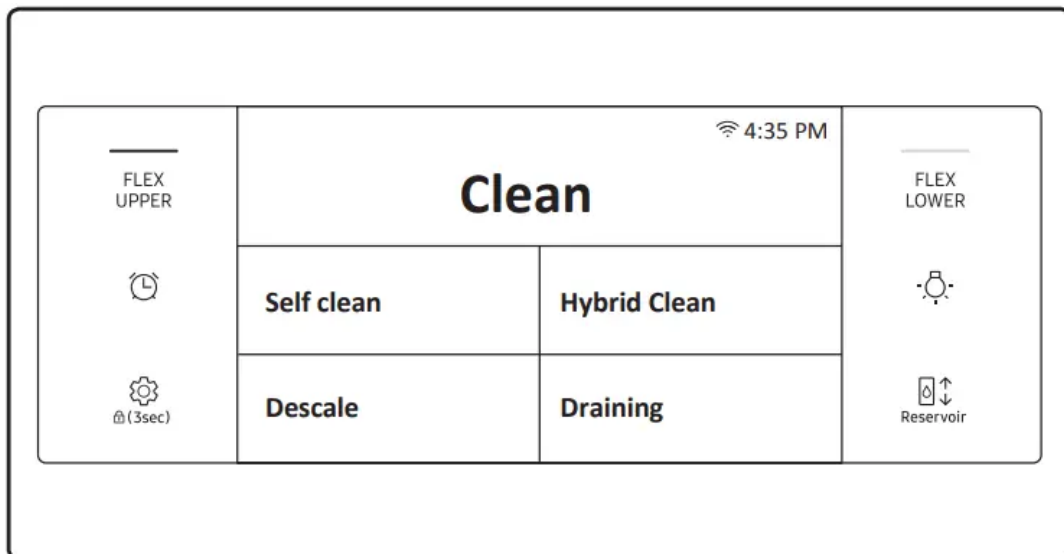 4:35 PM
FLEX
UPPER
Clean
FLEX
LOWER
Self clean
Hybrid Clean
(3sec)
Descale
Draining
Reservoir